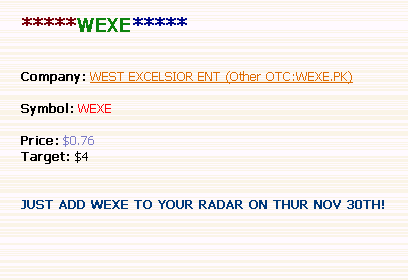 *****WEXE*****
Company: WEST EXCELSIOR ENT (Other OTC:WEXE.PK)
Symbol: WEXE
Price: $0.76
Target: $4
JUST ADD WEXE TO YOUR RADAR ON THUR NOV 30TH!